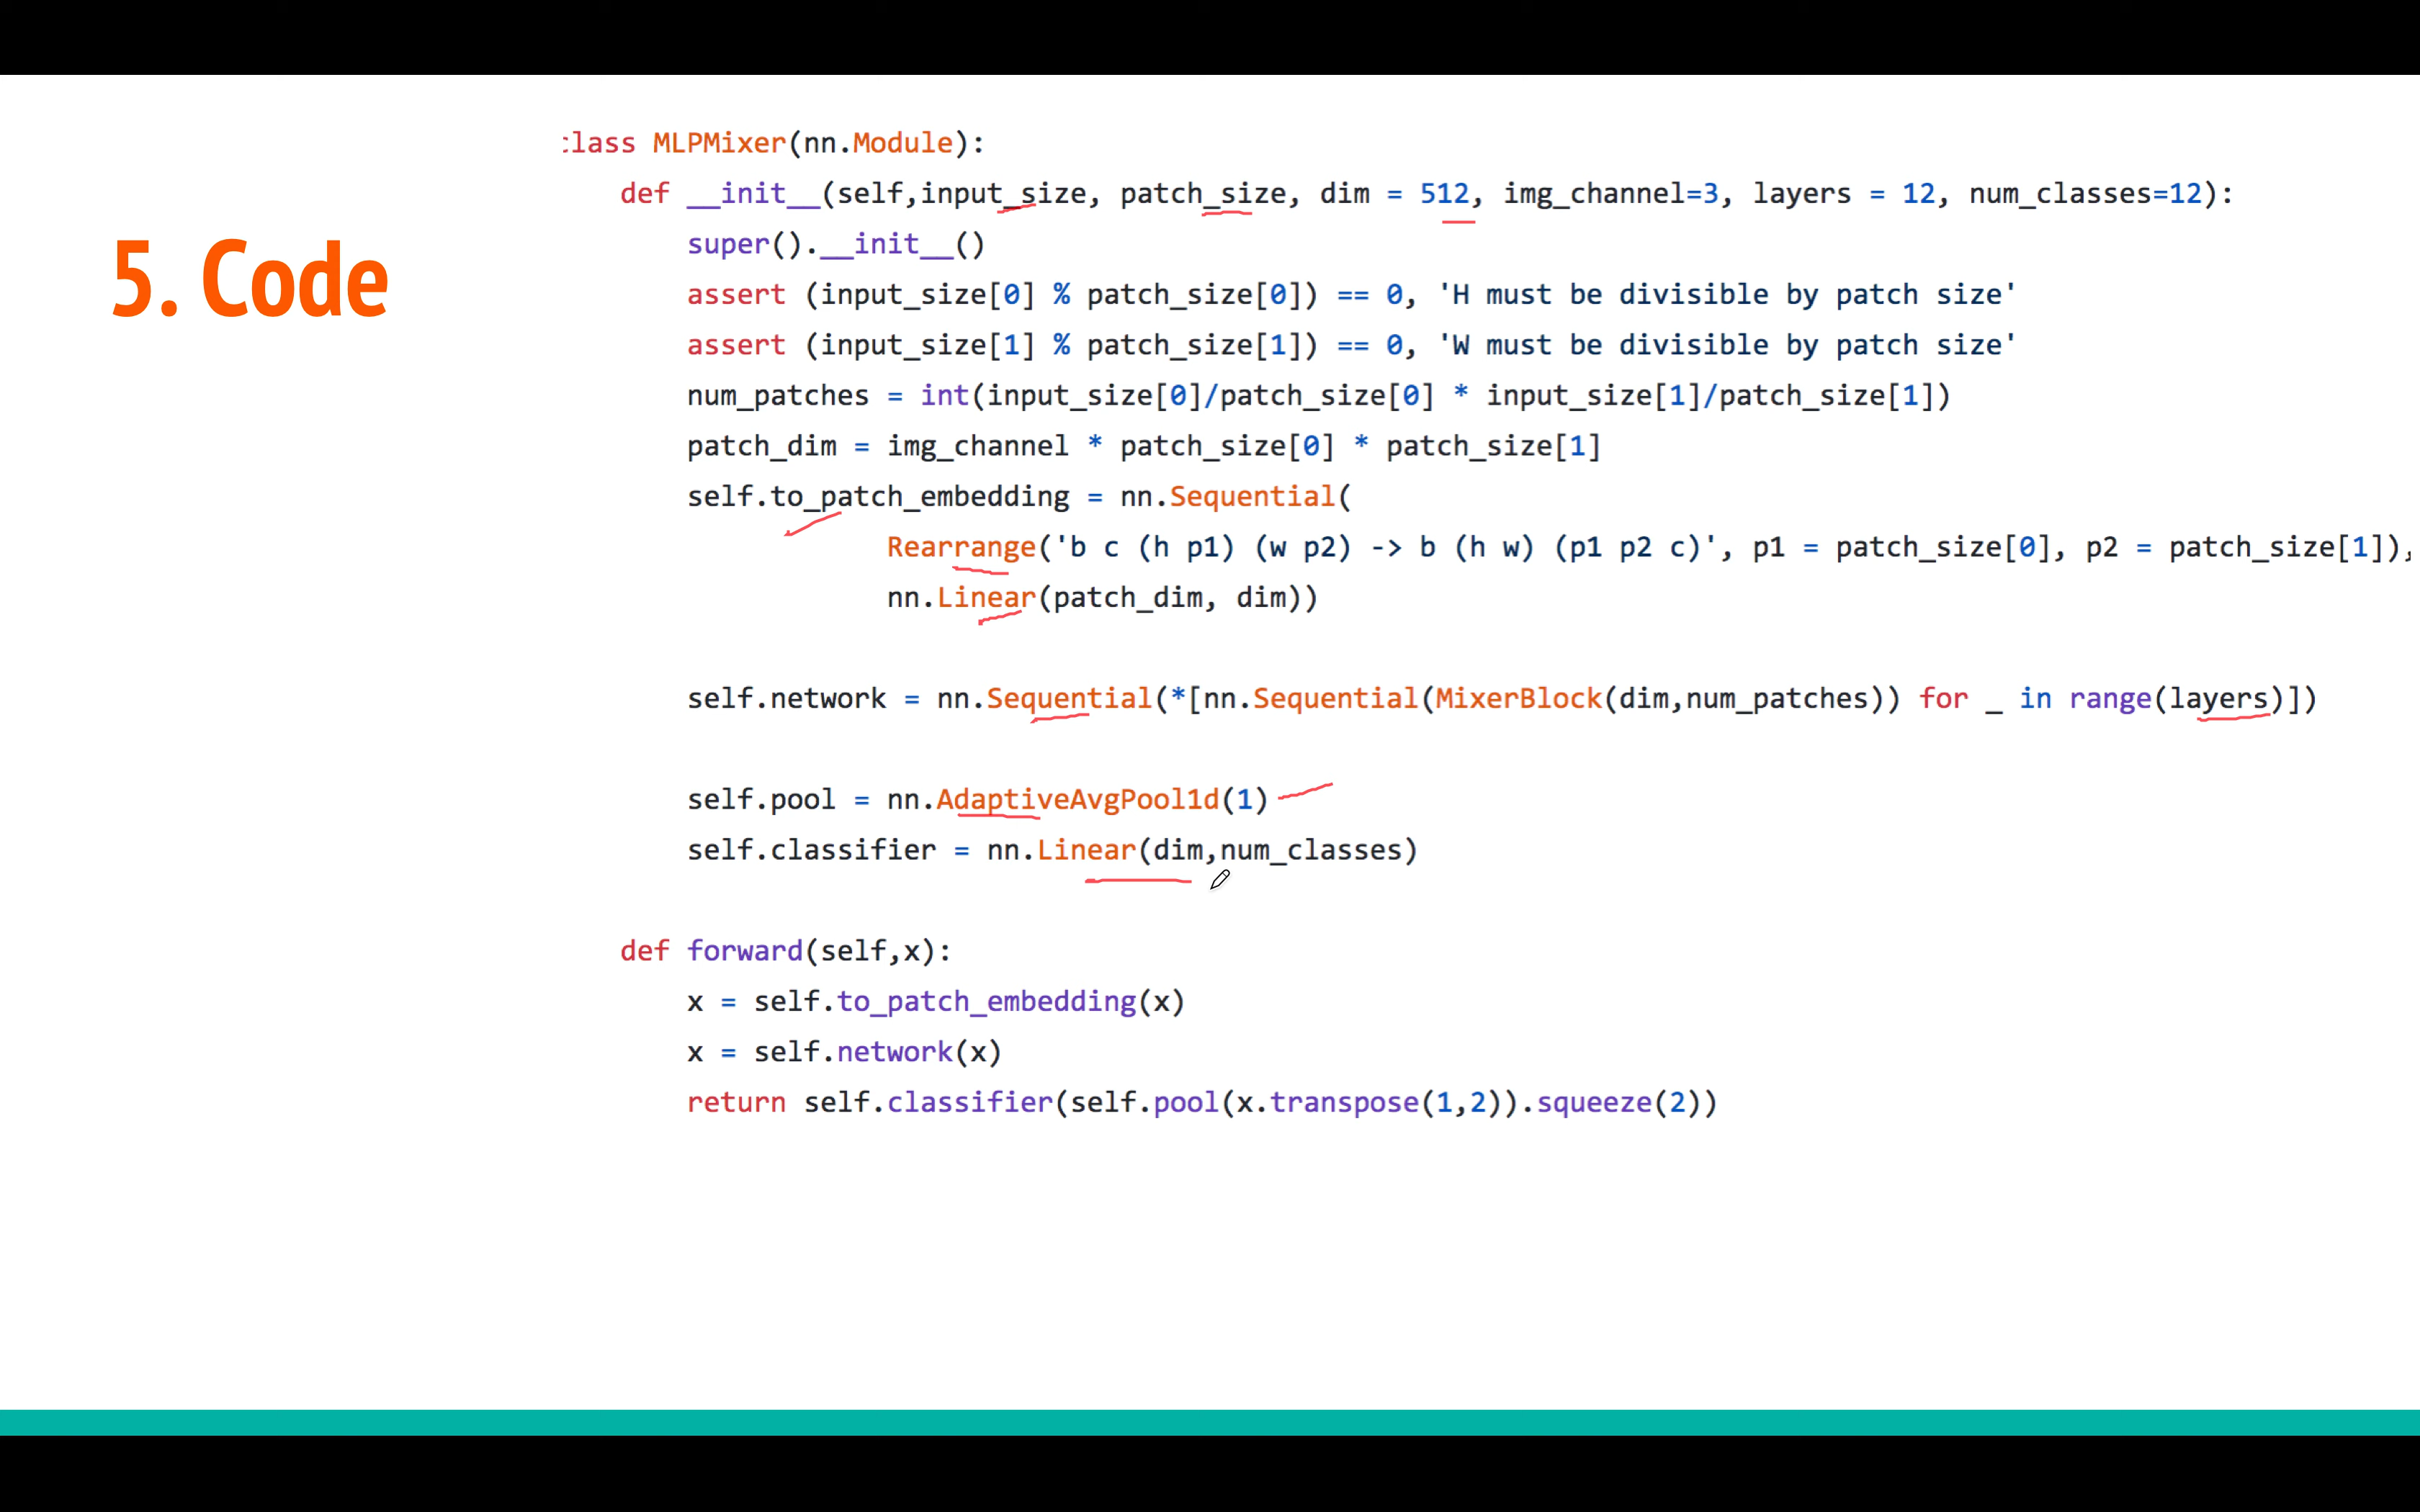 5. Code
class MLPMixer(nn.Module):
def __init__(self,input_size, patch_size, dim = 512, img_channel=3, layers = 12, num_classes=12):
super().__init__()
assert (input_size[0] % patch_size[0]) == 0, 'H must be divisible by patch size'
assert (input_size[1] % patch_size[1]) == 0, 'W must be divisible by patch size'
num_patches = int(input_size[0]/patch_size[0] * input_size[1]/patch_size[1])
patch_dim = img_channel * patch_size[0] * patch_size[1]
self.to_patch_embedding = nn.Sequential(
Rearrange('b c (h p1) (w p2) -> b (h w) (p1 p2 c)', p1 = patch_size[0], p2 = patch_size[1]),
nn.Linear(patch_dim, dim))
self.network = nn.Sequential(*[nn.Sequential(MixerBlock(dim,num_patches)) for _ in range(layers)])
self.pool = nn.AdaptiveAvgPool1d(1)
self.classifier = nn.Linear(dim,num_classes)
def forward(self,x):
x = self.to_patch_embedding(x)
x = self.network(x)
return self.classifier(self.pool(x.transpose(1,2)).squeeze(2))